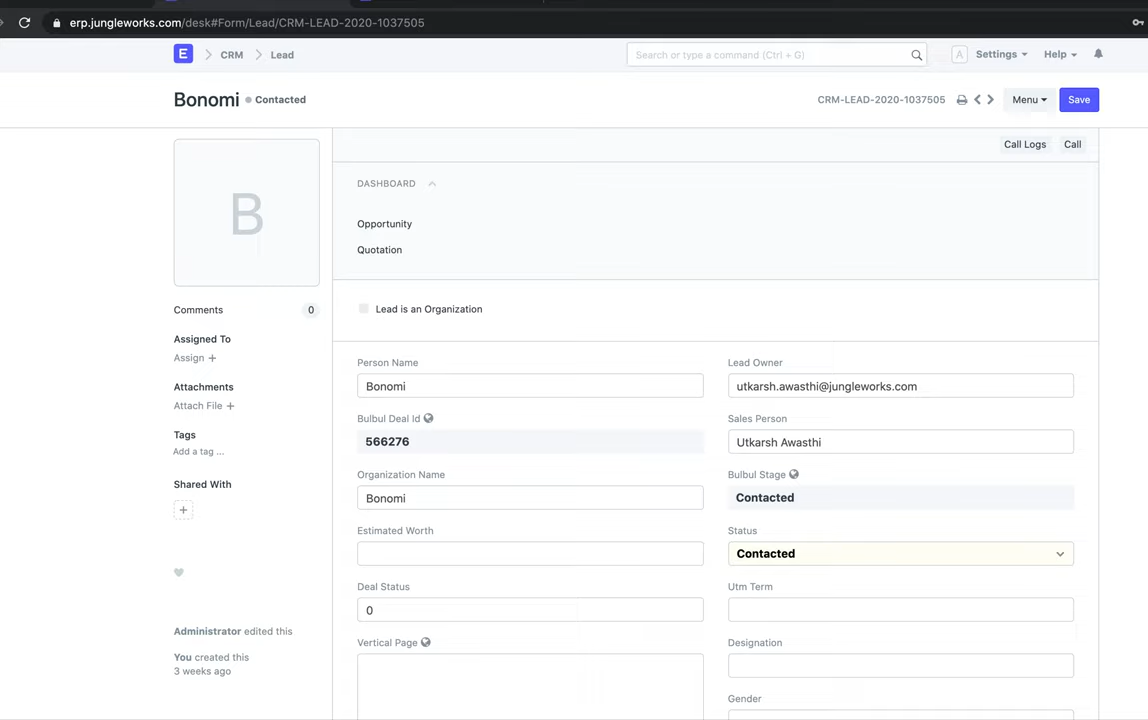 erp.jungleworks.com/desk#Form/Lead/CRM-LEAD-2020-1037505
E CRM Lead
Search or type a command (Ctrl + G)
A Settings Help
Bonomi Contacted
CRM-LEAD-2020-1037505 Menu Save
Call Logs Call
B
DASHBOARD
Opportunity
Quotation
Comments 0
Assigned To
Assign +
Attachments
Attach File +
Tags
Add a tag ...
Shared With
+
Administrator edited this
You created this
3 weeks ago
Lead is an Organization
Person Name
Bonomi
Bulbul Deal Id
566276
Organization Name
Bonomi
Estimated Worth
Deal Status
0
Vertical Page
Lead Owner
utkarsh.awasthi@jungleworks.com
Sales Person
Utkarsh Awasthi
Bulbul Stage
Contacted
Status
Contacted
Utm Term
Designation
Gender